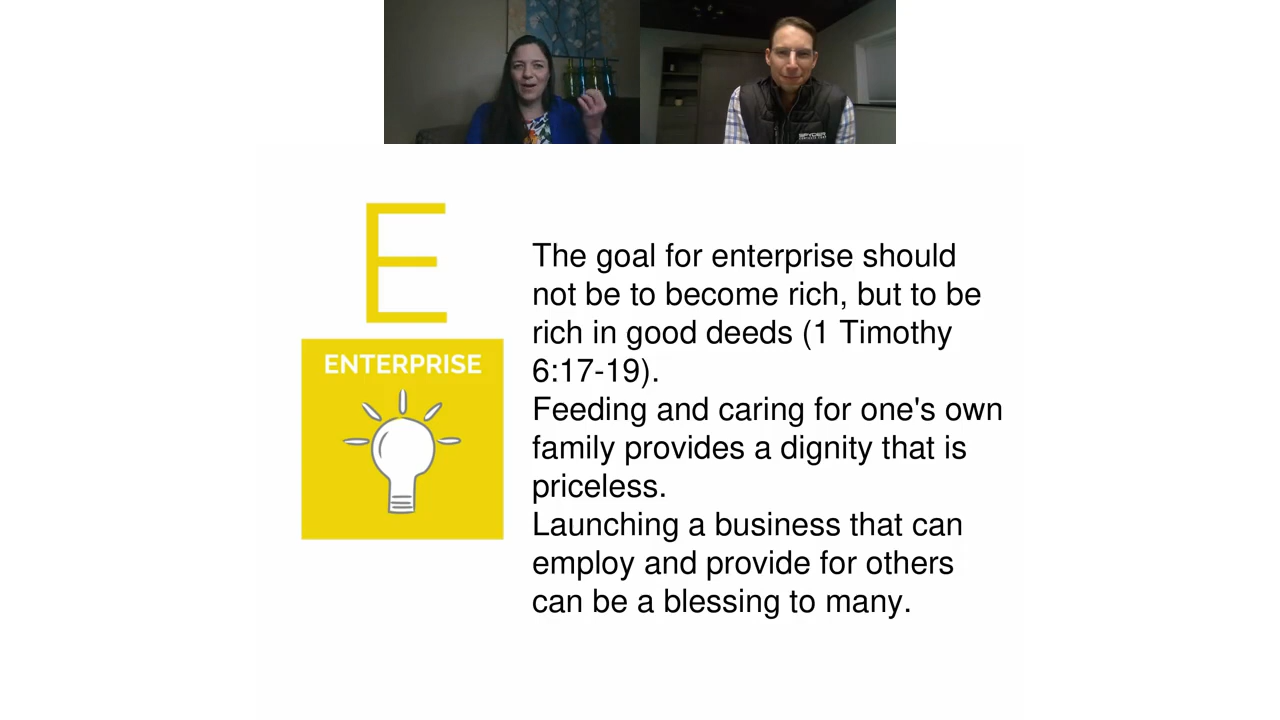 SPYDER
E
ENTERPRISE
The goal for enterprise should
not be to become rich, but to be
rich in good deeds (1 Timothy
6:17-19).
Feeding and caring for one's own
family provides a dignity that is
priceless.
Launching a business that can
employ and provide for others
can be a blessing to many.